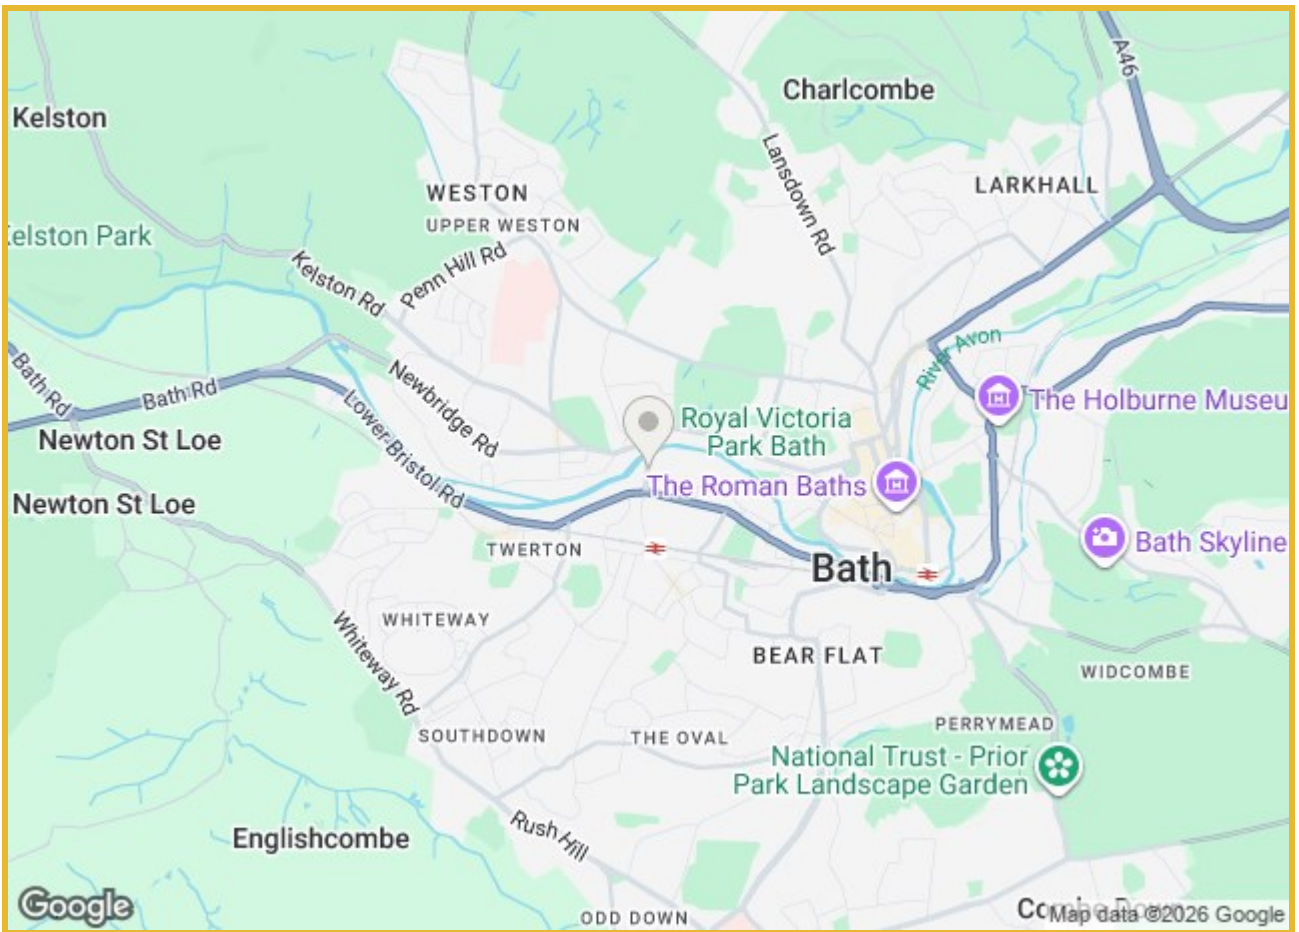 A46
Charlcombe
Kelston
Lansdown Rd
LARKHALL
WESTON
UPPER WESTON
Kelston Park
Penn Hill Rd
Kelston Rd
River Avon
Bath Rd
Bath Rd
Newbridge Rd
Lower Bristol Rd
The Holburne Museu
Royal Victoria
Park Bath
Newton St Loe
The Roman Baths
Newton St Loe
Bath Skyline
TWERTON
Bath
WHITEWAY
Whiteway Rd
BEAR FLAT
WIDCOMBE
PERRYMEAD
SOUTHDOWN
THE OVAL
National Trust - Prior
Park Landscape Garden
Rush Hill
Englishcombe
Google
ODD DOWN
Map data ©2026 Google